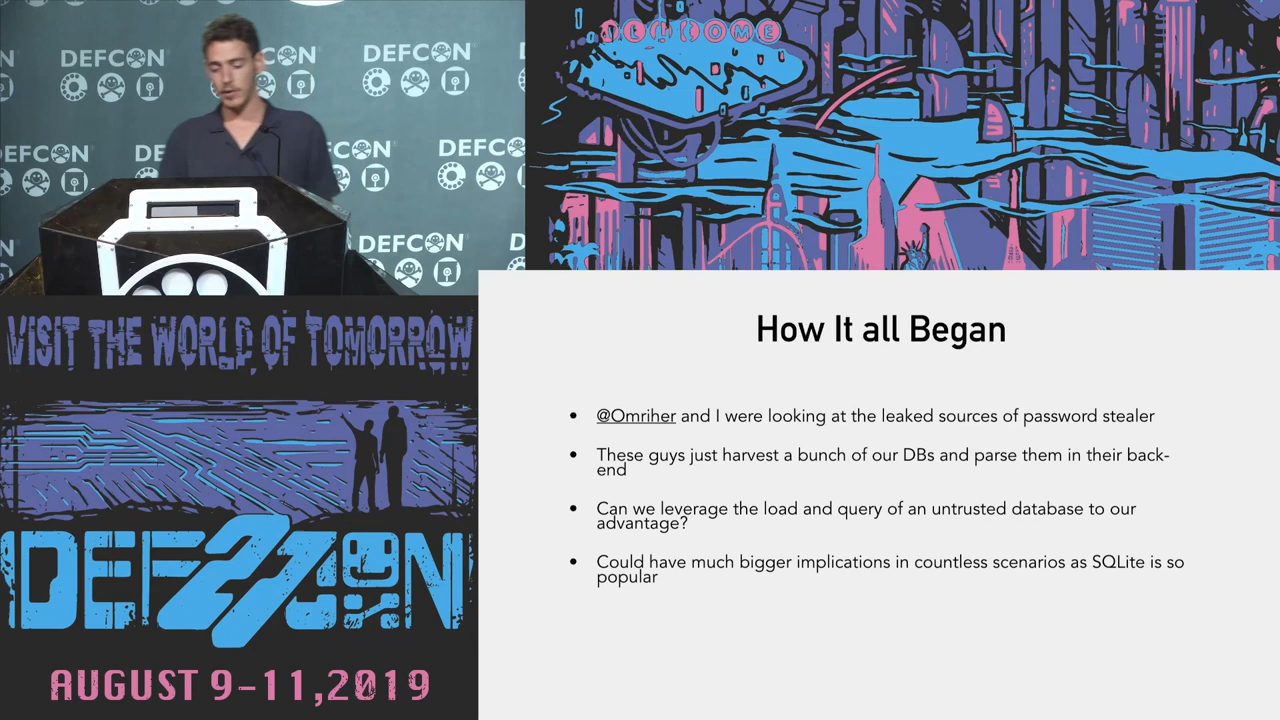 DEFCON
DEFCON
DEFCON
DEFCON
DEFCON
DEFCON
WELCOME
VISIT THE WORLD OF TOMORROW
DEF CON
27
AUGUST 9-11,2019
How It all Began
• @Omriher and I were looking at the leaked sources of password stealer
• These guys just harvest a bunch of our DBs and parse them in their back-
end
• Can we leverage the load and query of an untrusted database to our
advantage?
• Could have much bigger implications in countless scenarios as SQLite is so
popular